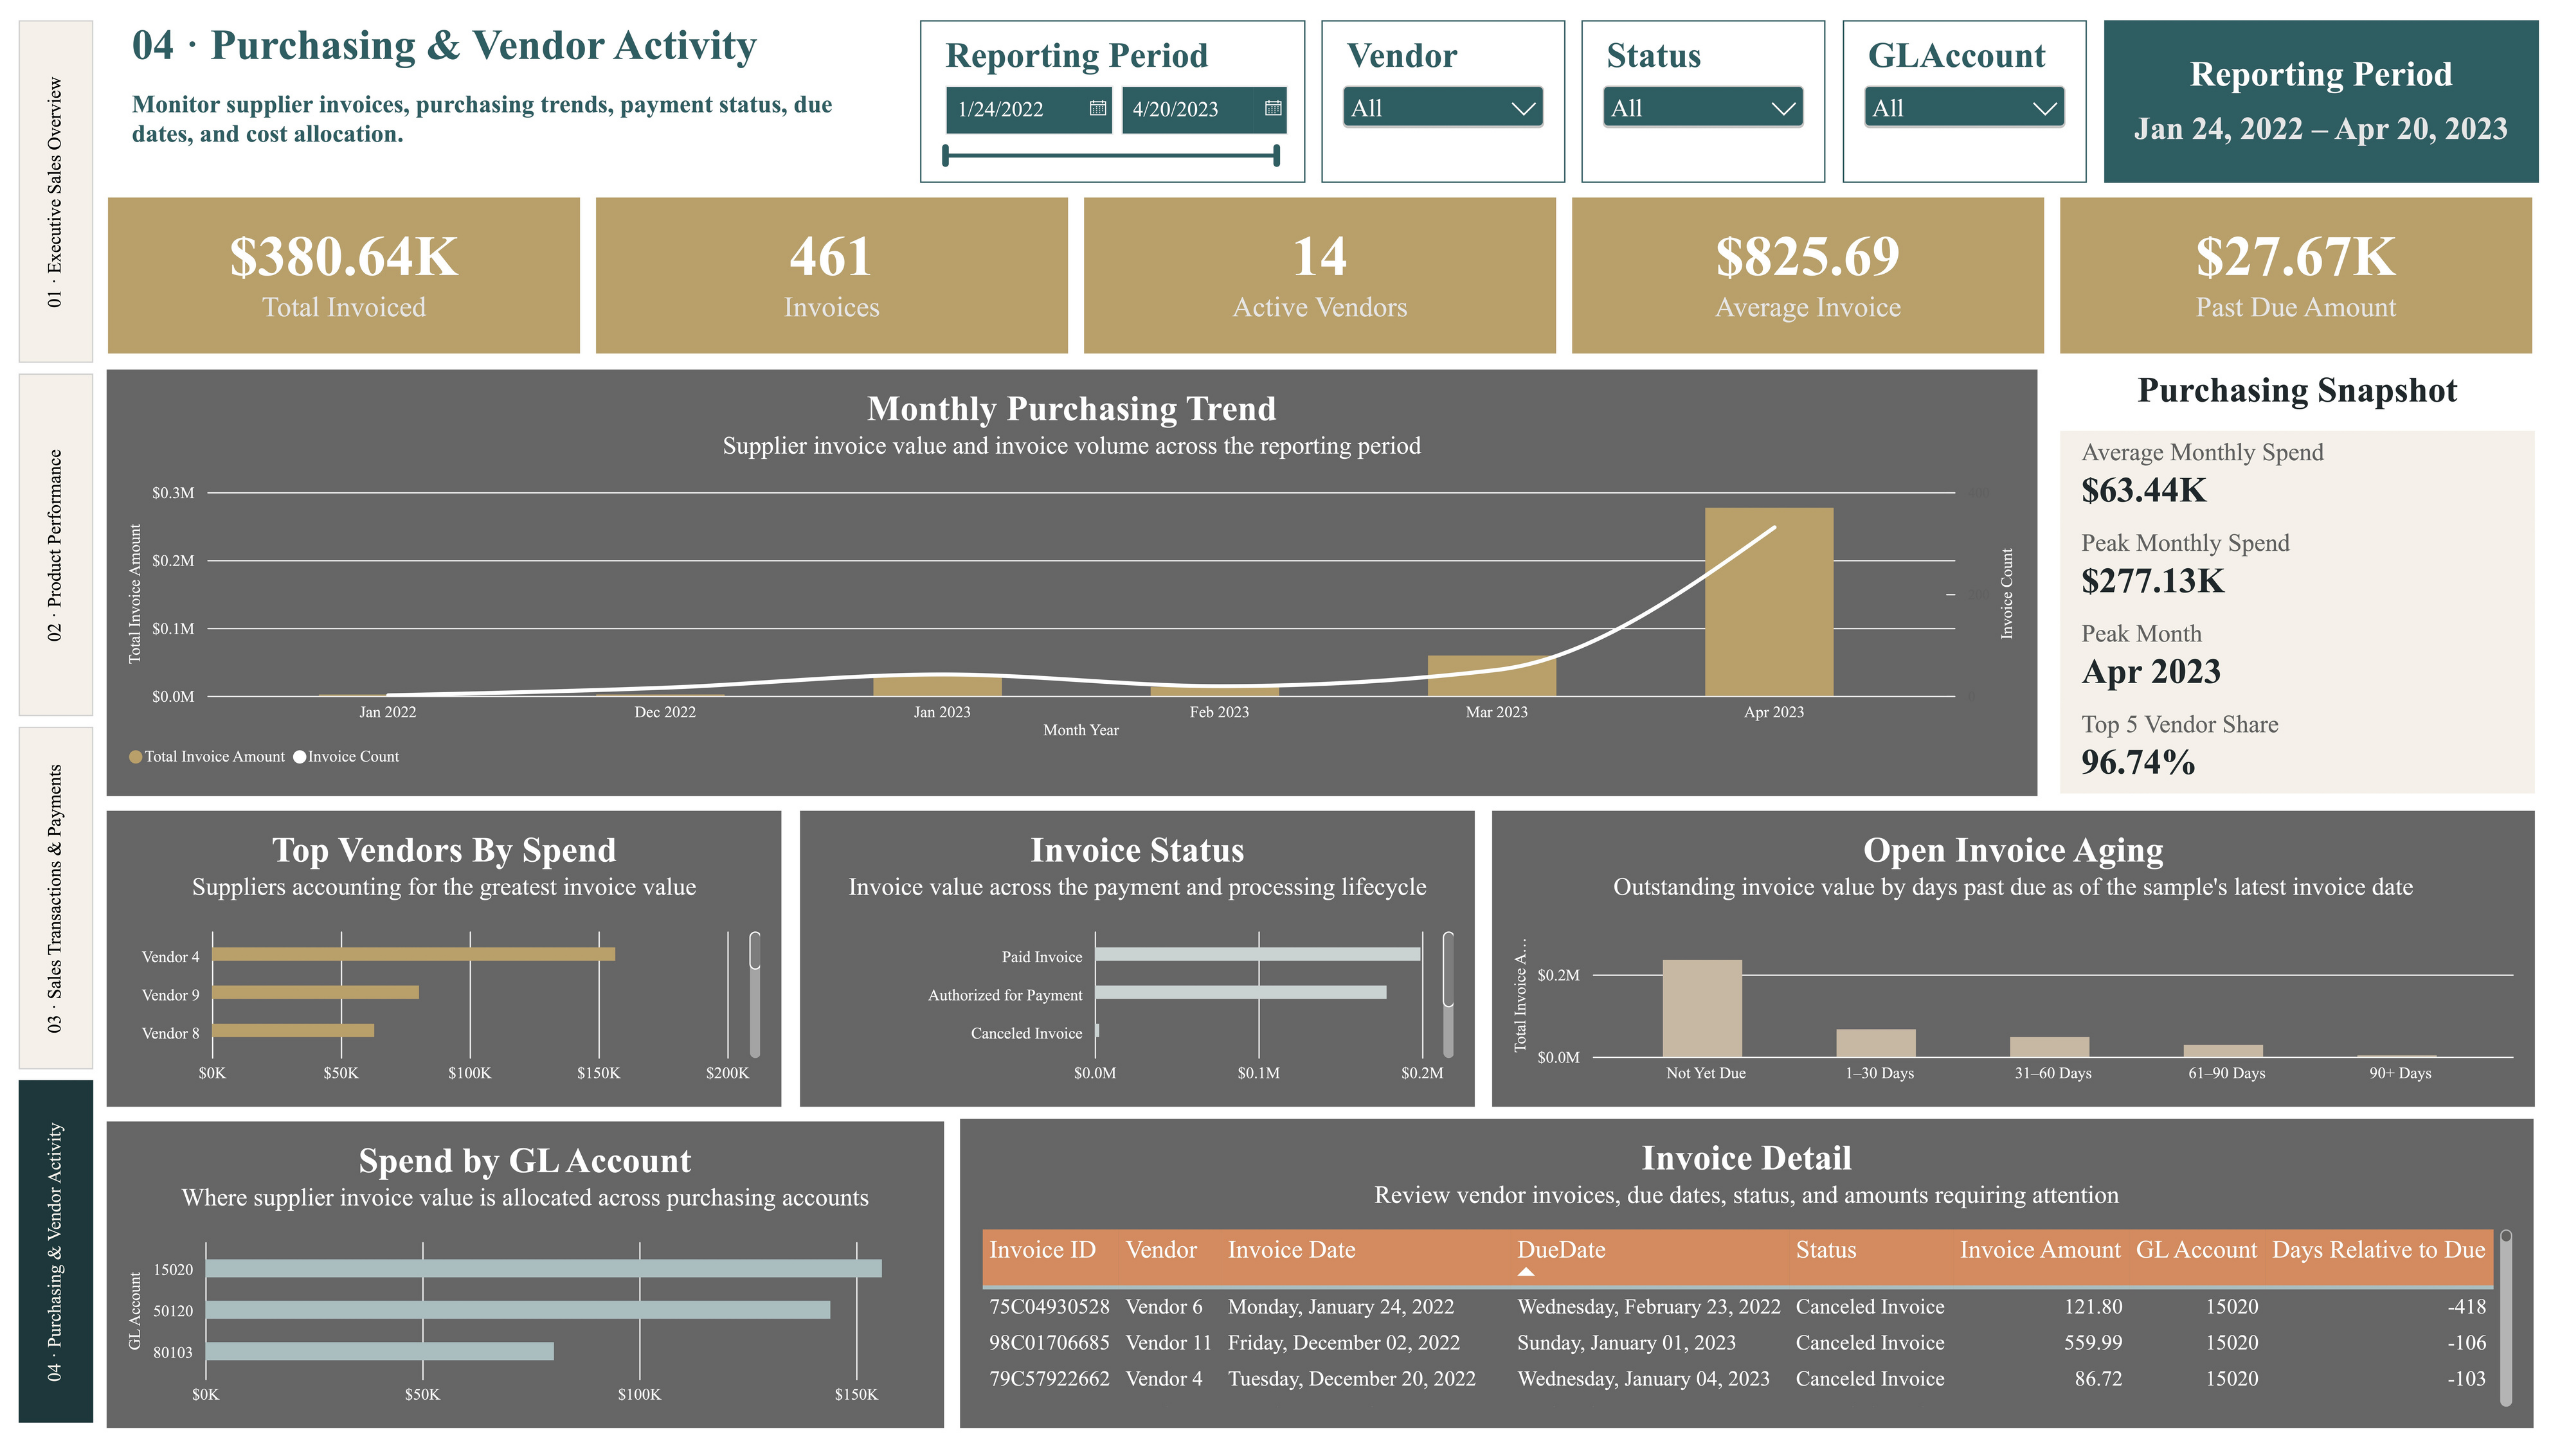 01 · Executive Sales Overview
02 · Product Performance
03 · Sales Transactions & Payments
04 · Purchasing & Vendor Activity
04 · Purchasing & Vendor Activity
Monitor supplier invoices, purchasing trends, payment status, due
dates, and cost allocation.
Reporting Period
1/24/2022
4/20/2023
Vendor
All
Status
All
GLAccount
All
Reporting Period
Jan 24, 2022 – Apr 20, 2023
$380.64K
Total Invoiced
461
Invoices
14
Active Vendors
$825.69
Average Invoice
$27.67K
Past Due Amount
Monthly Purchasing Trend
Supplier invoice value and invoice volume across the reporting period
Total Invoice Amount
$0.3M
$0.2M
$0.1M
$0.0M
400
200
0
Invoice Count
Jan 2022
Dec 2022
Jan 2023
Feb 2023
Mar 2023
Apr 2023
Month Year
Total Invoice Amount
Invoice Count
Purchasing Snapshot
Average Monthly Spend
$63.44K
Peak Monthly Spend
$277.13K
Peak Month
Apr 2023
Top 5 Vendor Share
96.74%
Top Vendors By Spend
Suppliers accounting for the greatest invoice value
Vendor 4
Vendor 9
Vendor 8
$0K
$50K
$100K
$150K
$200K
Invoice Status
Invoice value across the payment and processing lifecycle
Paid Invoice
Authorized for Payment
Canceled Invoice
$0.0M
$0.1M
$0.2M
Open Invoice Aging
Outstanding invoice value by days past due as of the sample's latest invoice date
Total Invoice A...
$0.2M
$0.0M
Not Yet Due
1–30 Days
31–60 Days
61–90 Days
90+ Days
Spend by GL Account
Where supplier invoice value is allocated across purchasing accounts
GL Account
15020
50120
80103
$0K
$50K
$100K
$150K
Invoice Detail
Review vendor invoices, due dates, status, and amounts requiring attention
Invoice ID Vendor Invoice Date DueDate Status Invoice Amount GL Account Days Relative to Due
75C04930528 Vendor 6 Monday, January 24, 2022 Wednesday, February 23, 2022 Canceled Invoice 121.80 15020 -418
98C01706685 Vendor 11 Friday, December 02, 2022 Sunday, January 01, 2023 Canceled Invoice 559.99 15020 -106
79C57922662 Vendor 4 Tuesday, December 20, 2022 Wednesday, January 04, 2023 Canceled Invoice 86.72 15020 -103